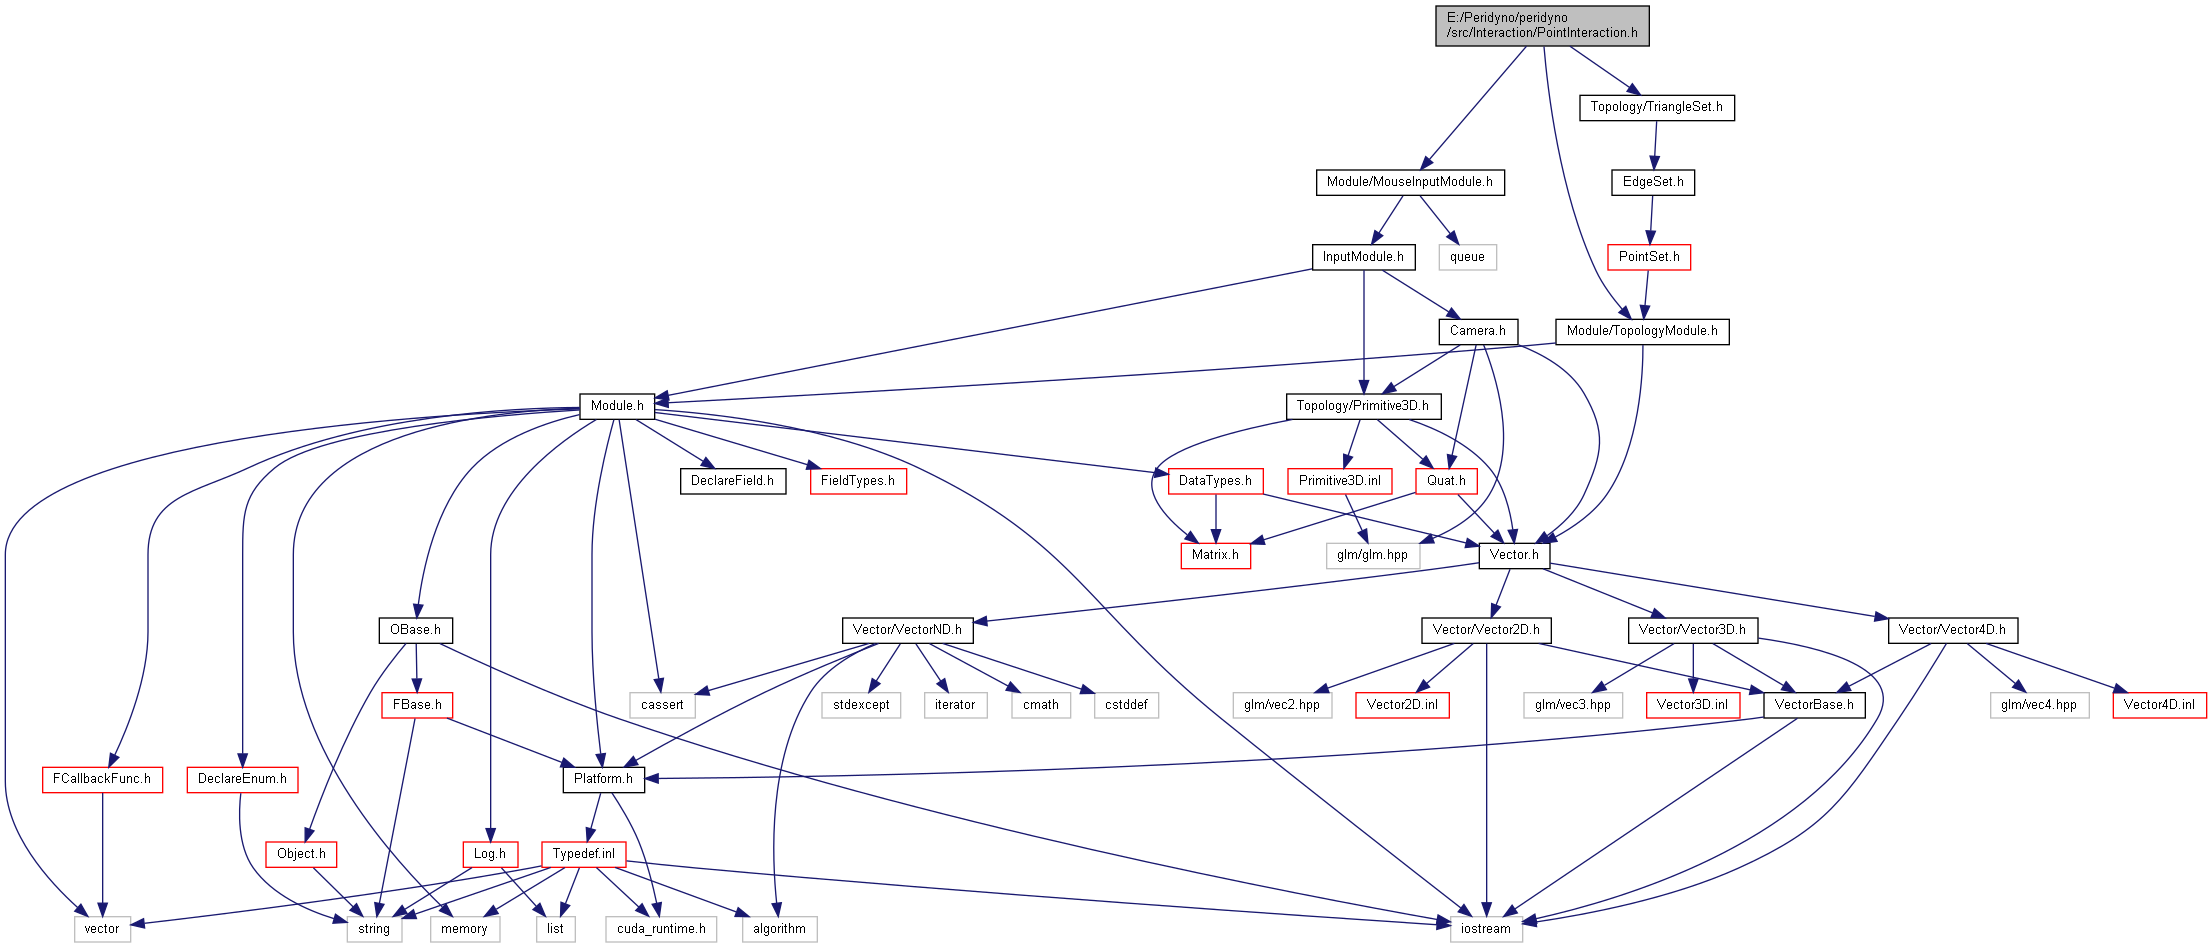 E:/Peridyno/peridyno
/src/Interaction/PointInteraction.h
Topology/TriangleSet.h
Module/MouseInputModule.h
EdgeSet.h
InputModule.h
queue
PointSet.h
Camera.h
Module/TopologyModule.h
Module.h
Topology/Primitive3D.h
DeclareField.h
FieldTypes.h
DataTypes.h
Primitive3D.inl
Quat.h
Matrix.h
glm/glm.hpp
Vector.h
OBase.h
Vector/VectorND.h
Vector/Vector2D.h
Vector/Vector3D.h
Vector/Vector4D.h
FBase.h
cassert
stdexcept
iterator
cmath
cstddef
glm/vec2.hpp
Vector2D.inl
glm/vec3.hpp
Vector3D.inl
VectorBase.h
glm/vec4.hpp
Vector4D.inl
FCallbackFunc.h
DeclareEnum.h
Platform.h
Object.h
Log.h
Typedef.inl
vector
string
memory
list
cuda_runtime.h
algorithm
iostream